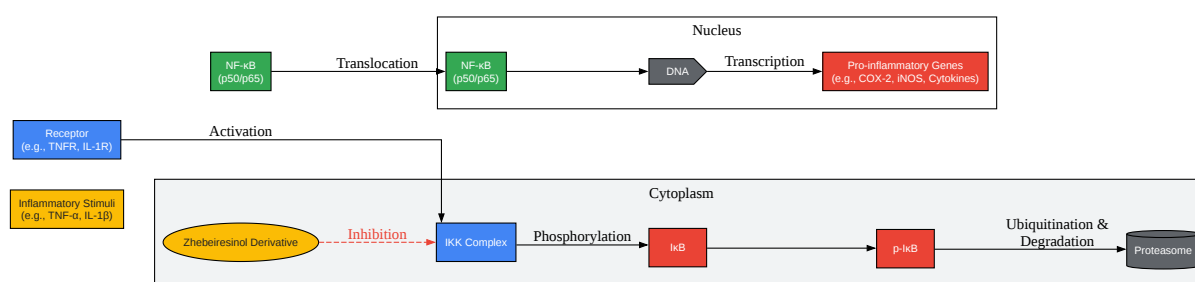 Nucleus
NF-κB
(p50/p65)
Translocation
NF-κB
(p50/p65)
DNA
Transcription
Pro-inflammatory Genes
(e.g., COX-2, iNOS, Cytokines)
Receptor
(e.g., TNFR, IL-1R)
Activation
Inflammatory Stimuli
(e.g., TNF-α, IL-1β)
Cytoplasm
Zhebeiresinol Derivative
Inhibition
IKK Complex
Phosphorylation
IκB
p-IκB
Ubiquitination &
Degradation
Proteasome